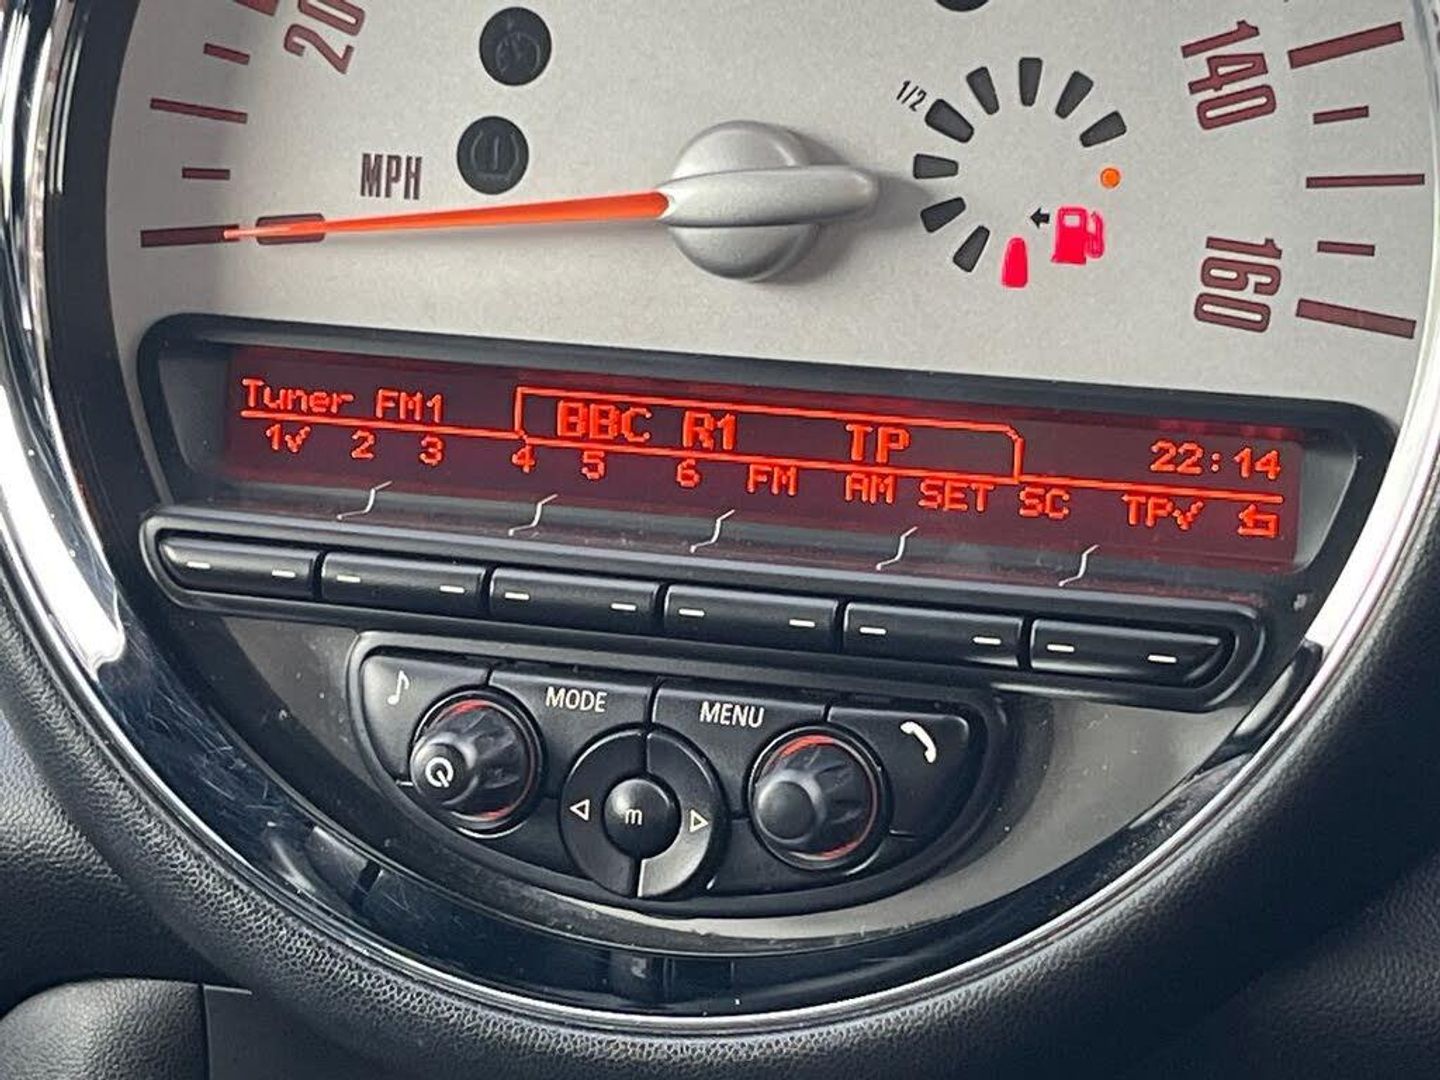 20
MPH
1/2
140
160
Tuner FM1 BBC R1 TP 22:14
1✓ 2 3 4 5 6 FM AM SET SC TP✓
MODE MENU
m